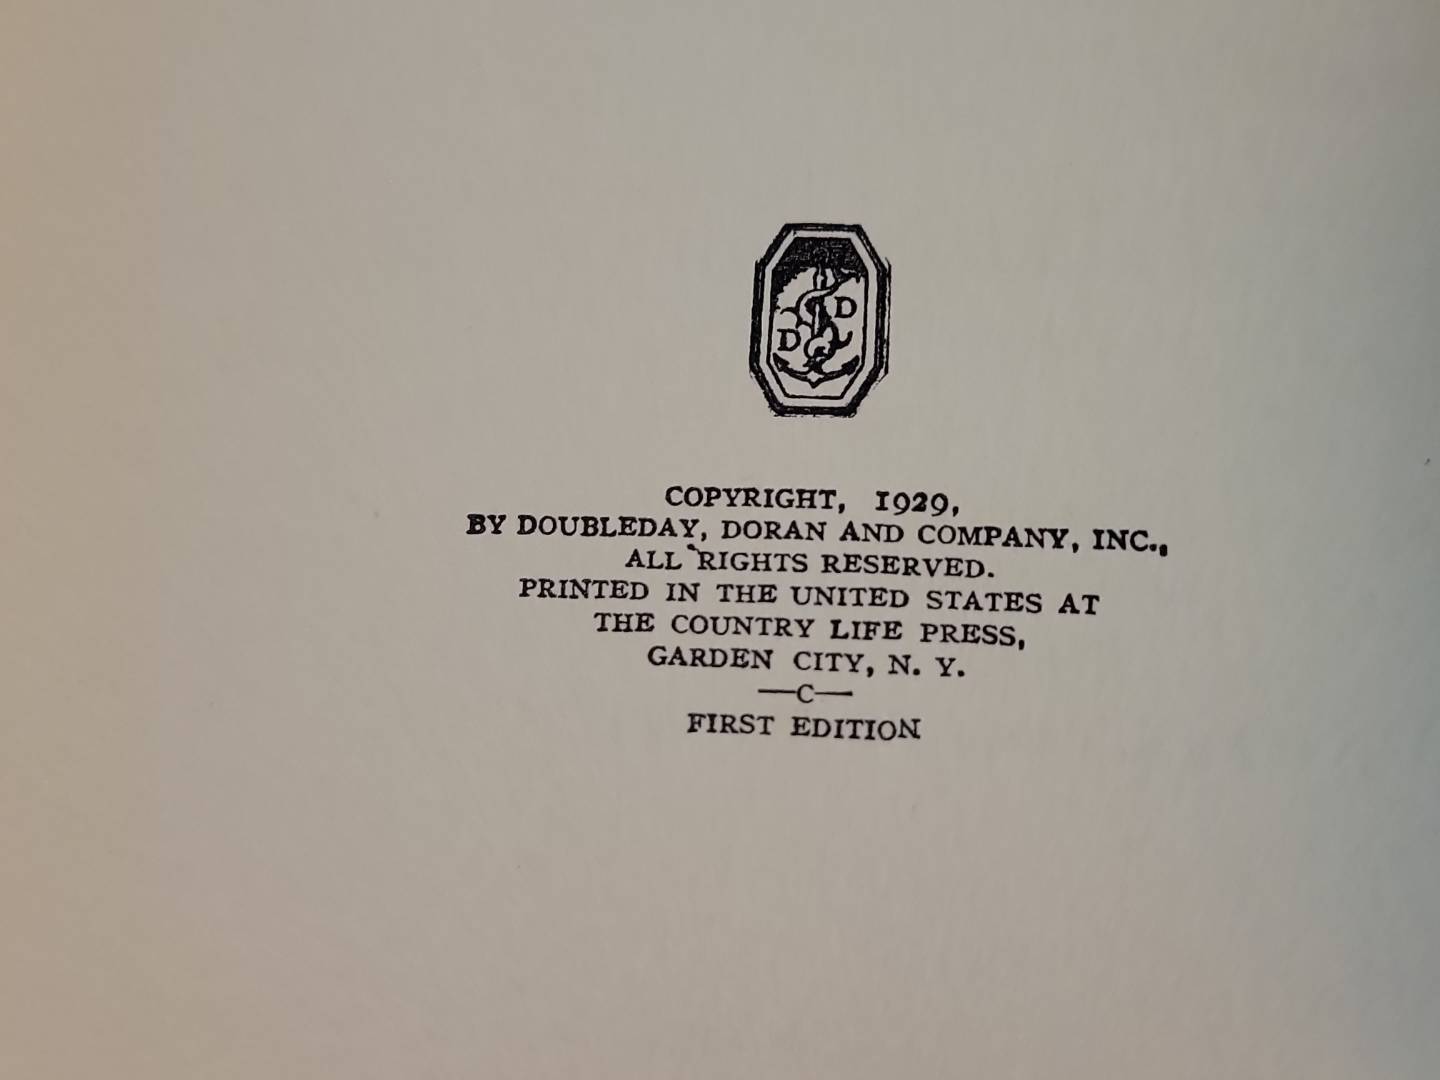 D
D
COPYRIGHT, 1929,
BY DOUBLEDAY, DORAN AND COMPANY, INC.,
ALL RIGHTS RESERVED.
PRINTED IN THE UNITED STATES AT
THE COUNTRY LIFE PRESS,
GARDEN CITY, N. Y.
—C—
FIRST EDITION